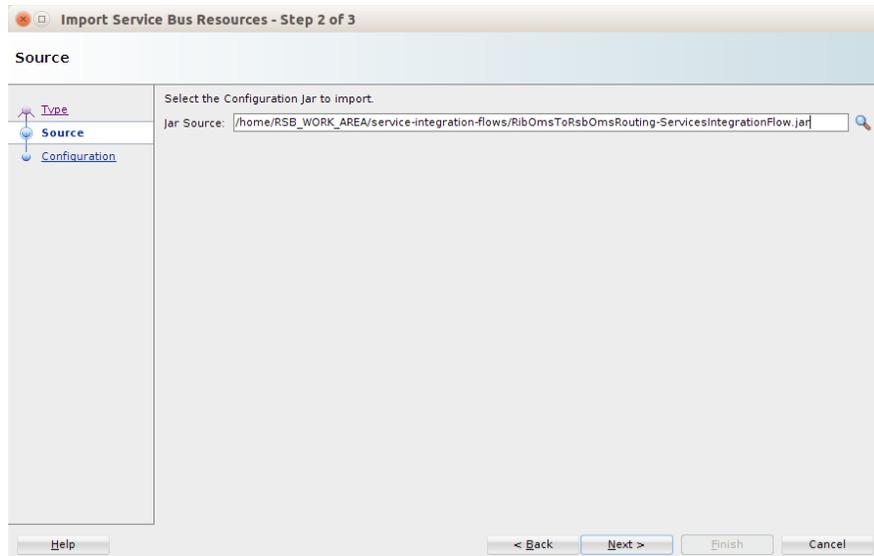 Import Service Bus Resources - Step 2 of 3
Source
Type
Source
Configuration
Select the Configuration Jar to import.
Jar Source: /home/RSB_WORK_AREA/service-integration-flows/RibOmsToRsbOmsRouting-ServicesIntegrationFlow.jar
Help
< Back
Next >
Finish
Cancel